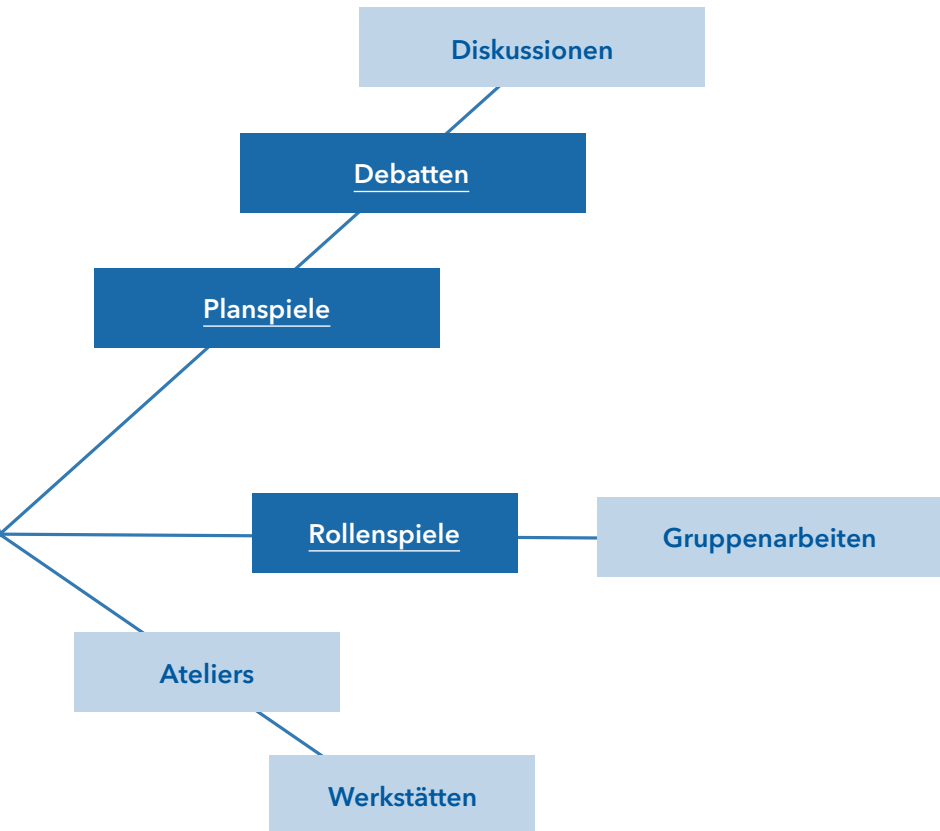 Diskussionen
Debatten
Planspiele
Rollenspiele
Gruppenarbeiten
Ateliers
Werkstätten